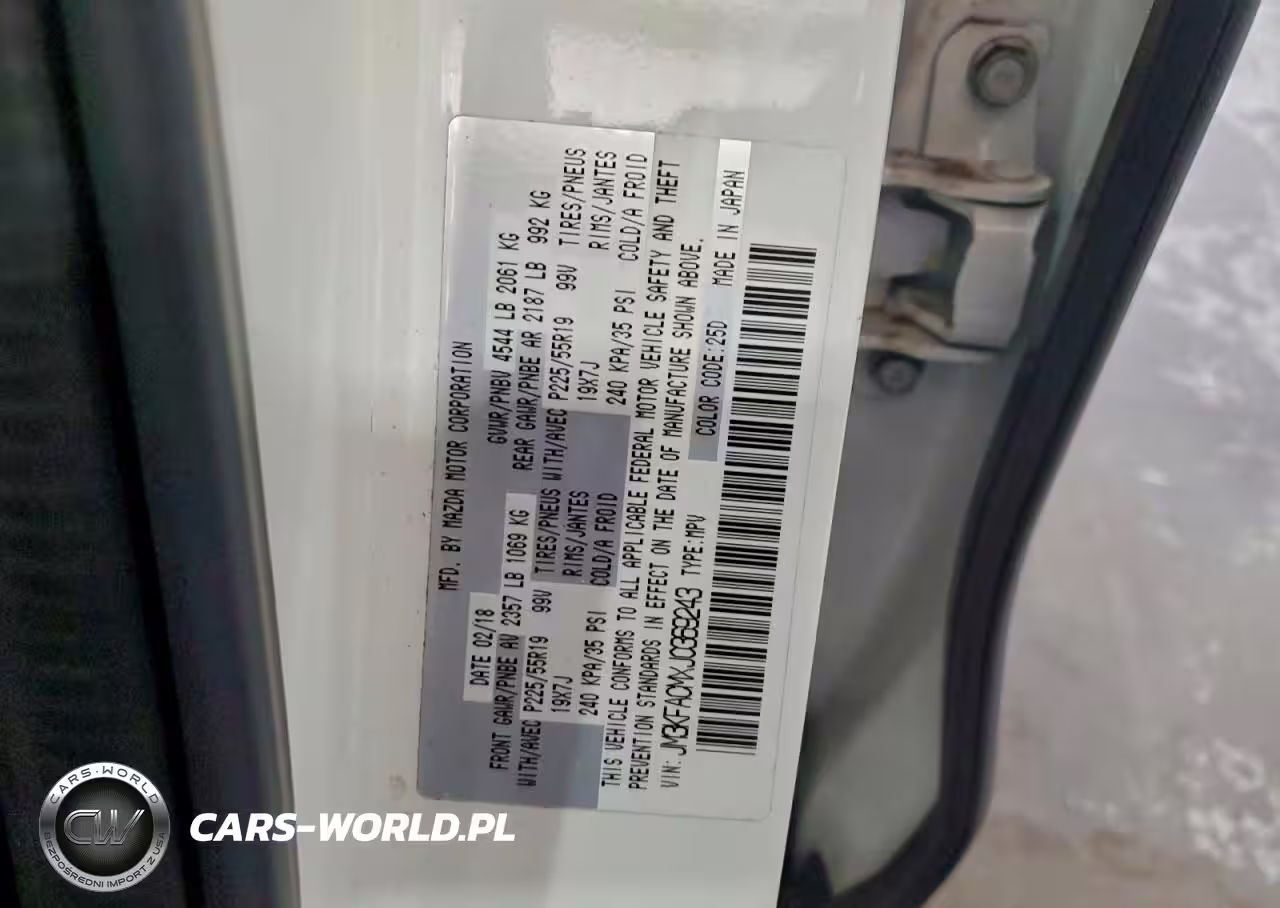 MFD. BY MAZDA MOTOR CORPORATION
DATE 02/18 GVWR/PNBV 4544 LB 2061 KG
FRONT GAWR/PNBE AV 2357 LB 1069 KG REAR GAWR/PNBE AR 2187 LB 992 KG
WITH/AVEC P225/55R19 99V TIRES/PNEUS WITH/AVEC P225/55R19 99V TIRES/PNEUS
19X7J RIMS/JANTES 19X7J RIMS/JANTES
240 KPA/35 PSI COLD/A FROID 240 KPA/35 PSI COLD/A FROID
THIS VEHICLE CONFORMS TO ALL APPLICABLE FEDERAL MOTOR VEHICLE SAFETY AND THEFT
PREVENTION STANDARDS IN EFFECT ON THE DATE OF MANUFACTURE SHOWN ABOVE.
VIN: JM3KFACMXJ0369243 TYPE:MPV COLOR CODE:25D MADE IN JAPAN
CARS-WORLD
CW
BEZPOŚREDNI IMPORT Z USA
CARS-WORLD.PL